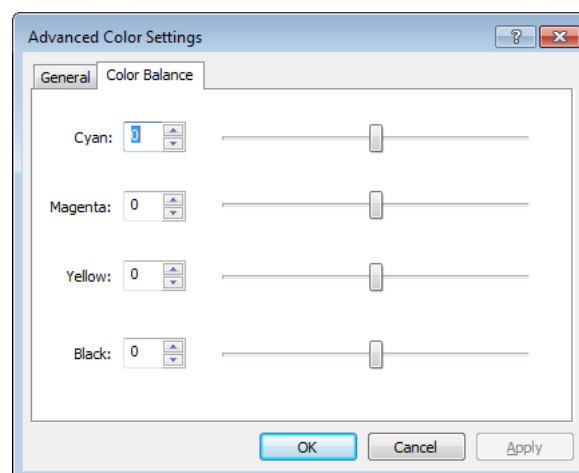 Advanced Color Settings
General Color Balance
Cyan: 0
Magenta: 0
Yellow: 0
Black: 0
OK Cancel Apply